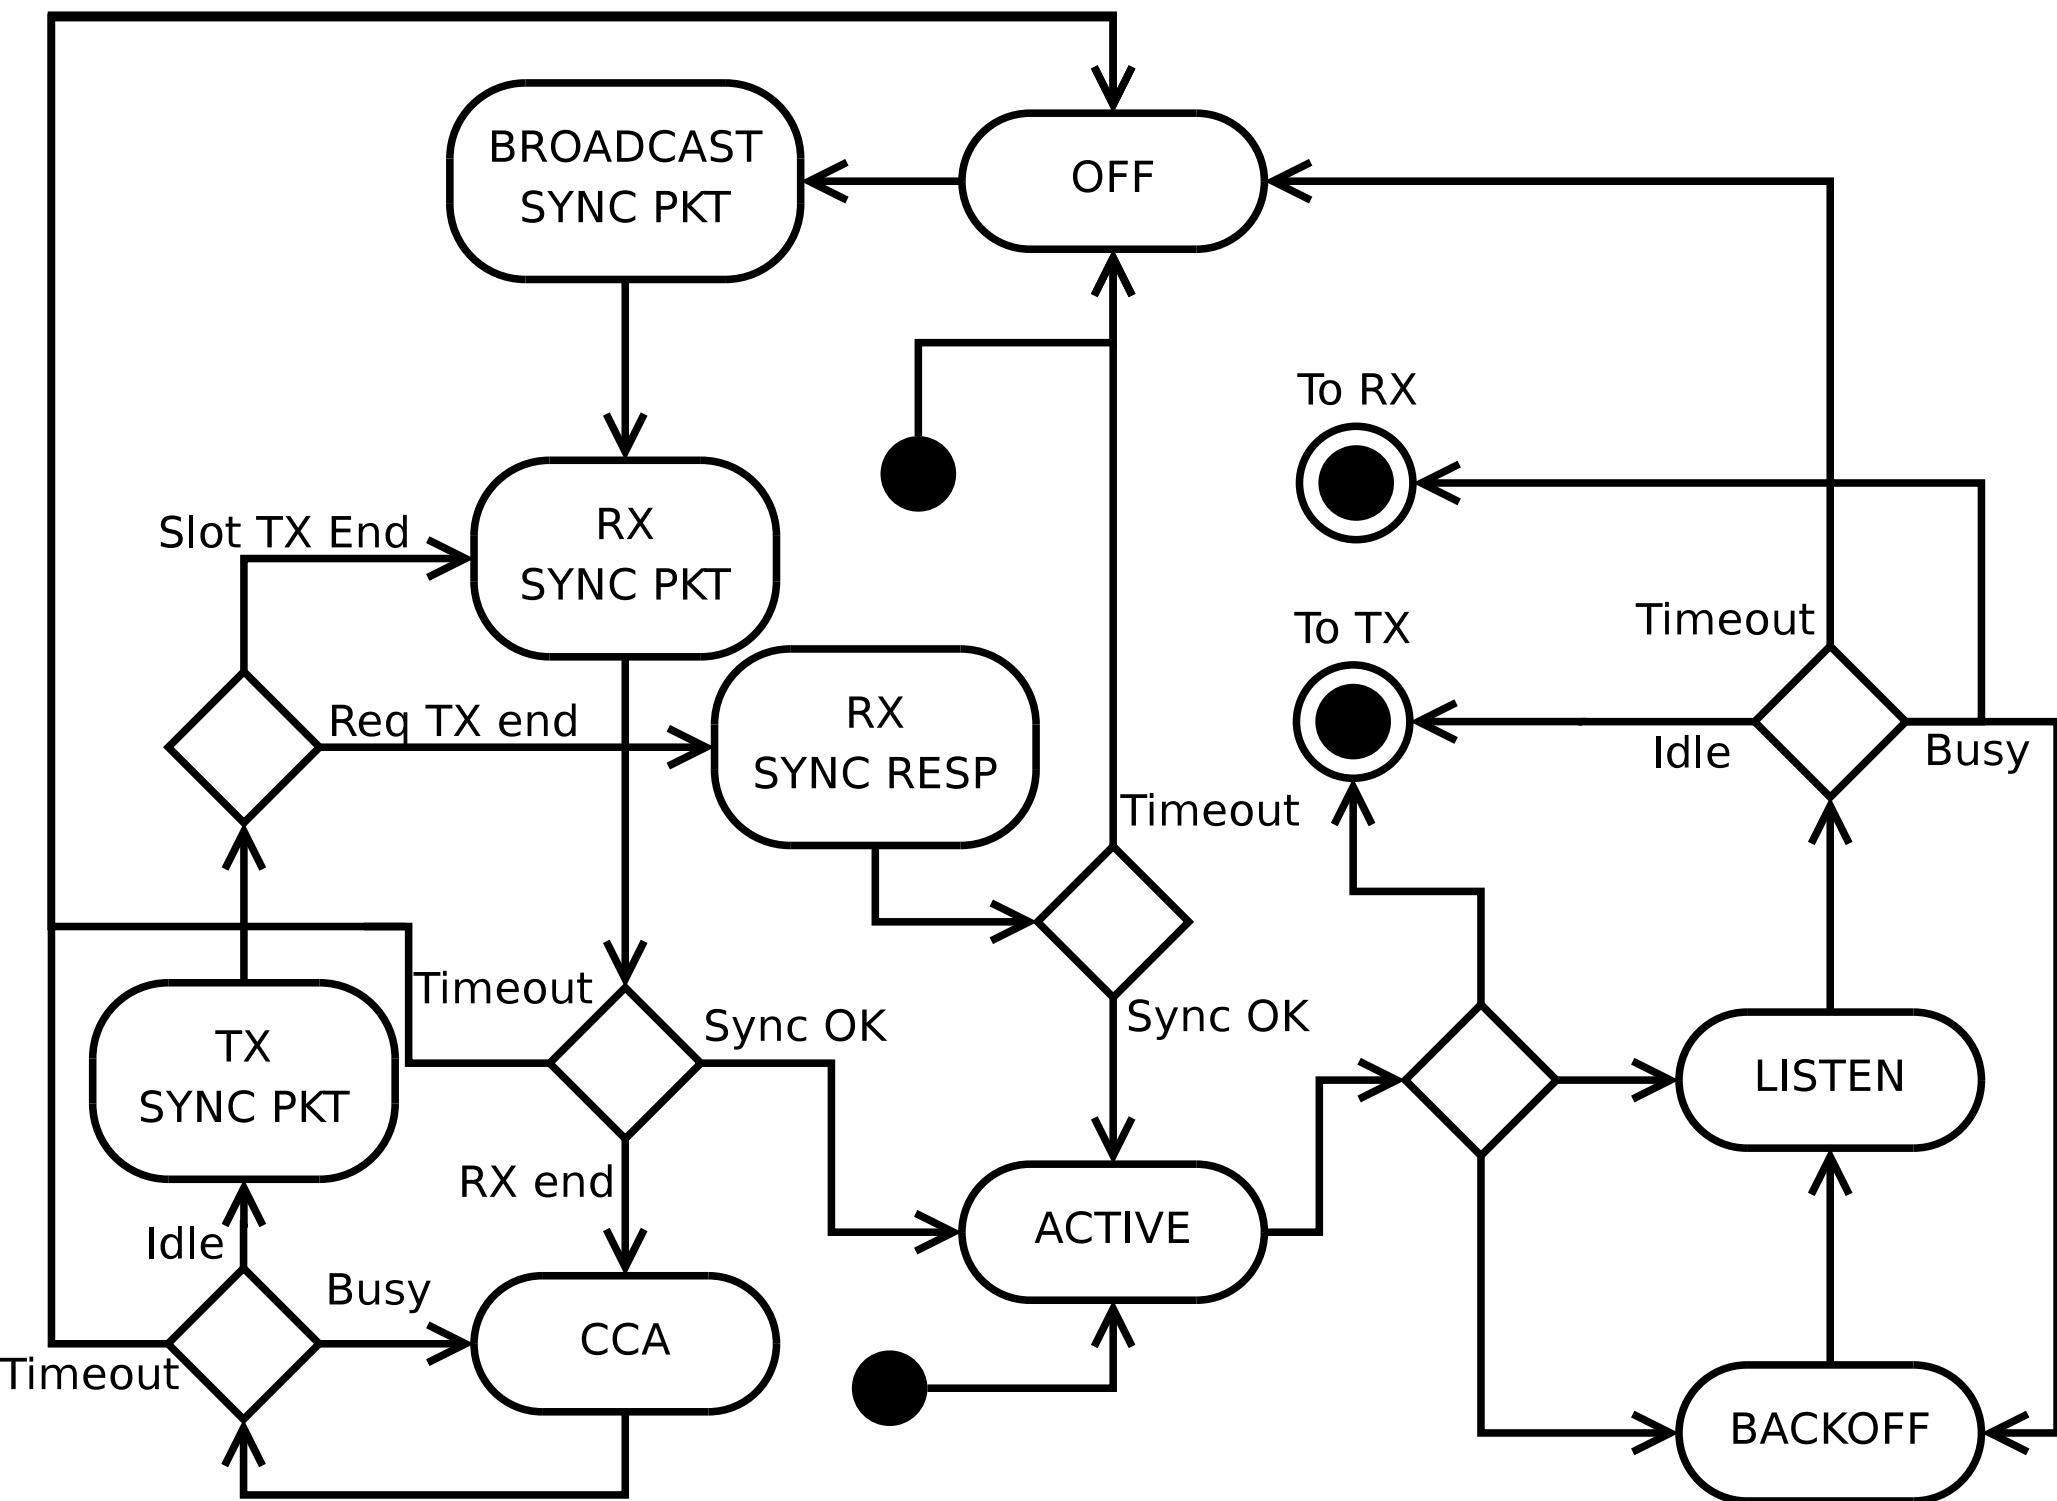 BROADCAST
SYNC PKT
OFF
To RX
Slot TX End
RX
SYNC PKT
To TX
Timeout
Req TX end
RX
SYNC RESP
Idle
Busy
Timeout
Timeout
Sync OK
Sync OK
TX
SYNC PKT
LISTEN
RX end
ACTIVE
Idle
Busy
CCA
Timeout
BACKOFF